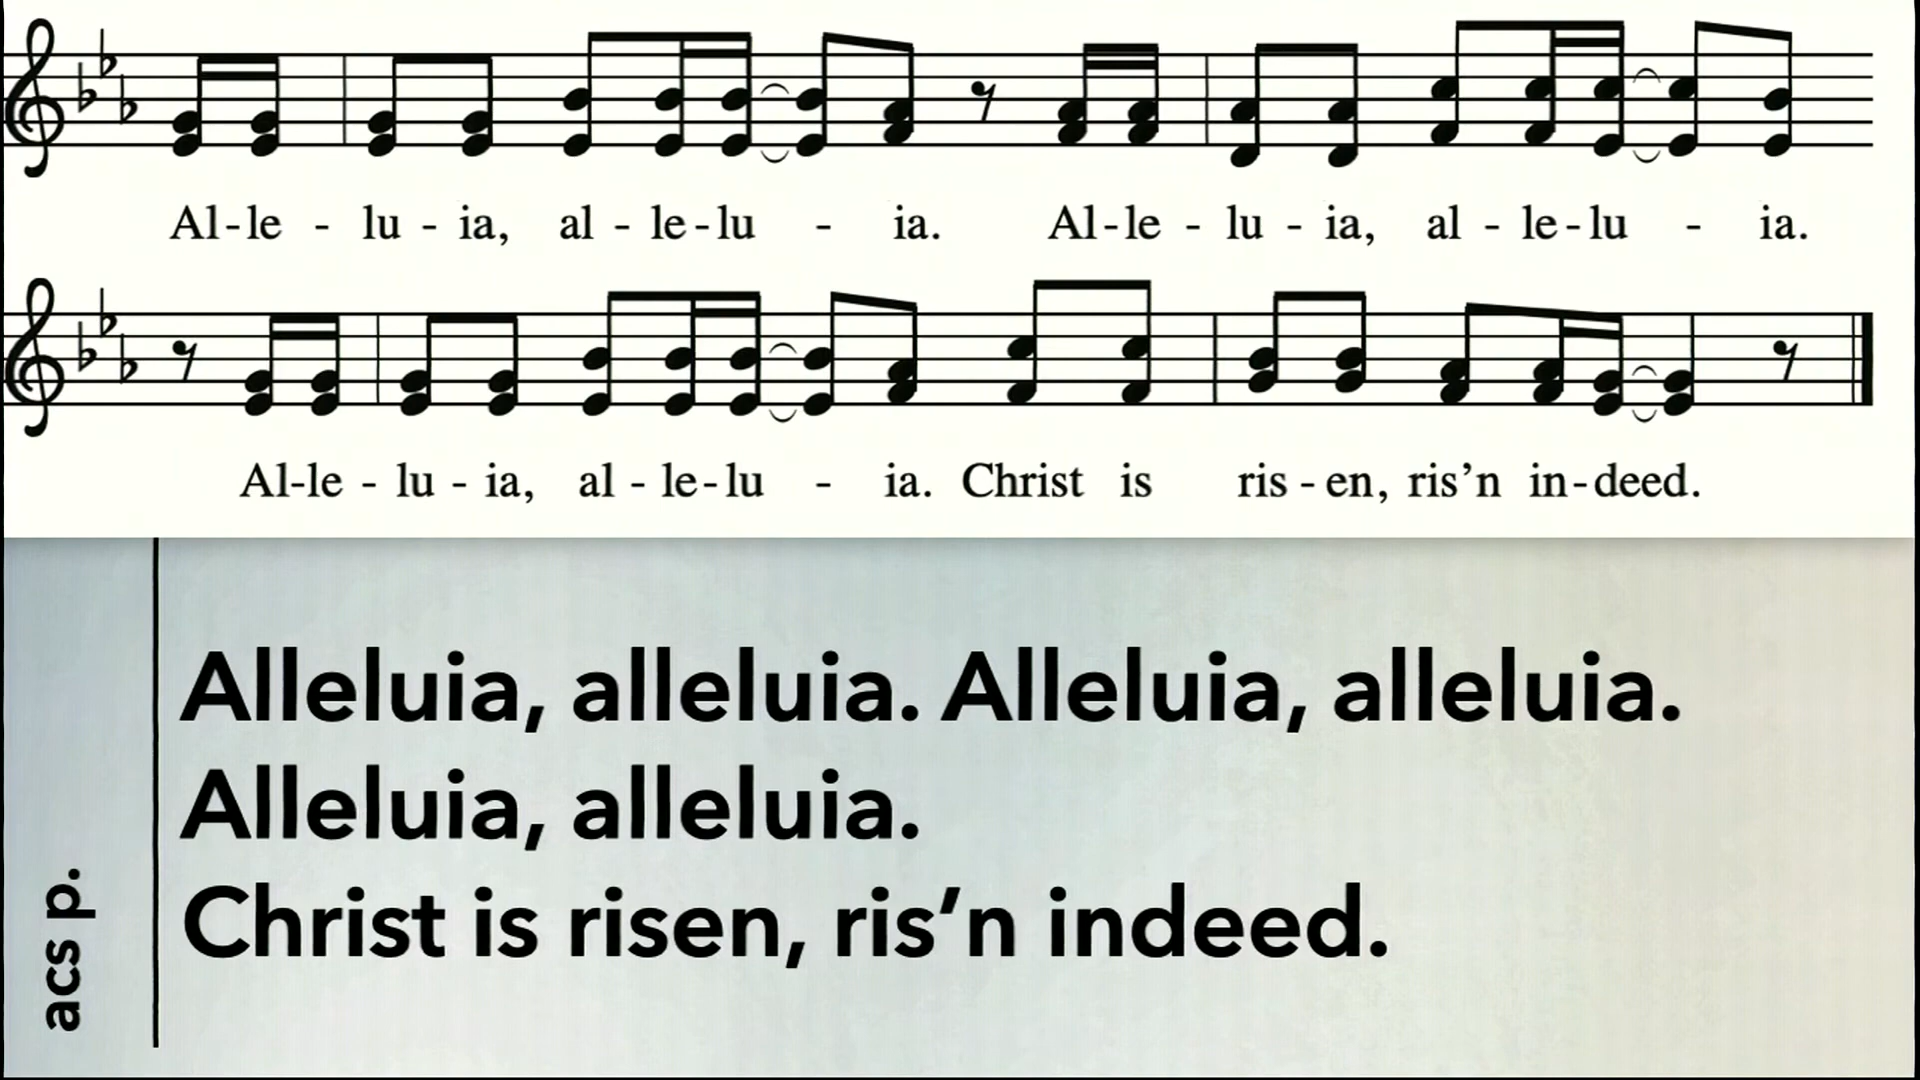 Al-le - lu - ia, al - le-lu - ia. Al-le - lu - ia, al - le-lu - ia.
Al-le - lu - ia, al - le-lu - ia. Christ is ris - en, ris’n in-deed.
Alleluia, alleluia. Alleluia, alleluia.
Alleluia, alleluia.
Christ is risen, ris’n indeed.
acs p.